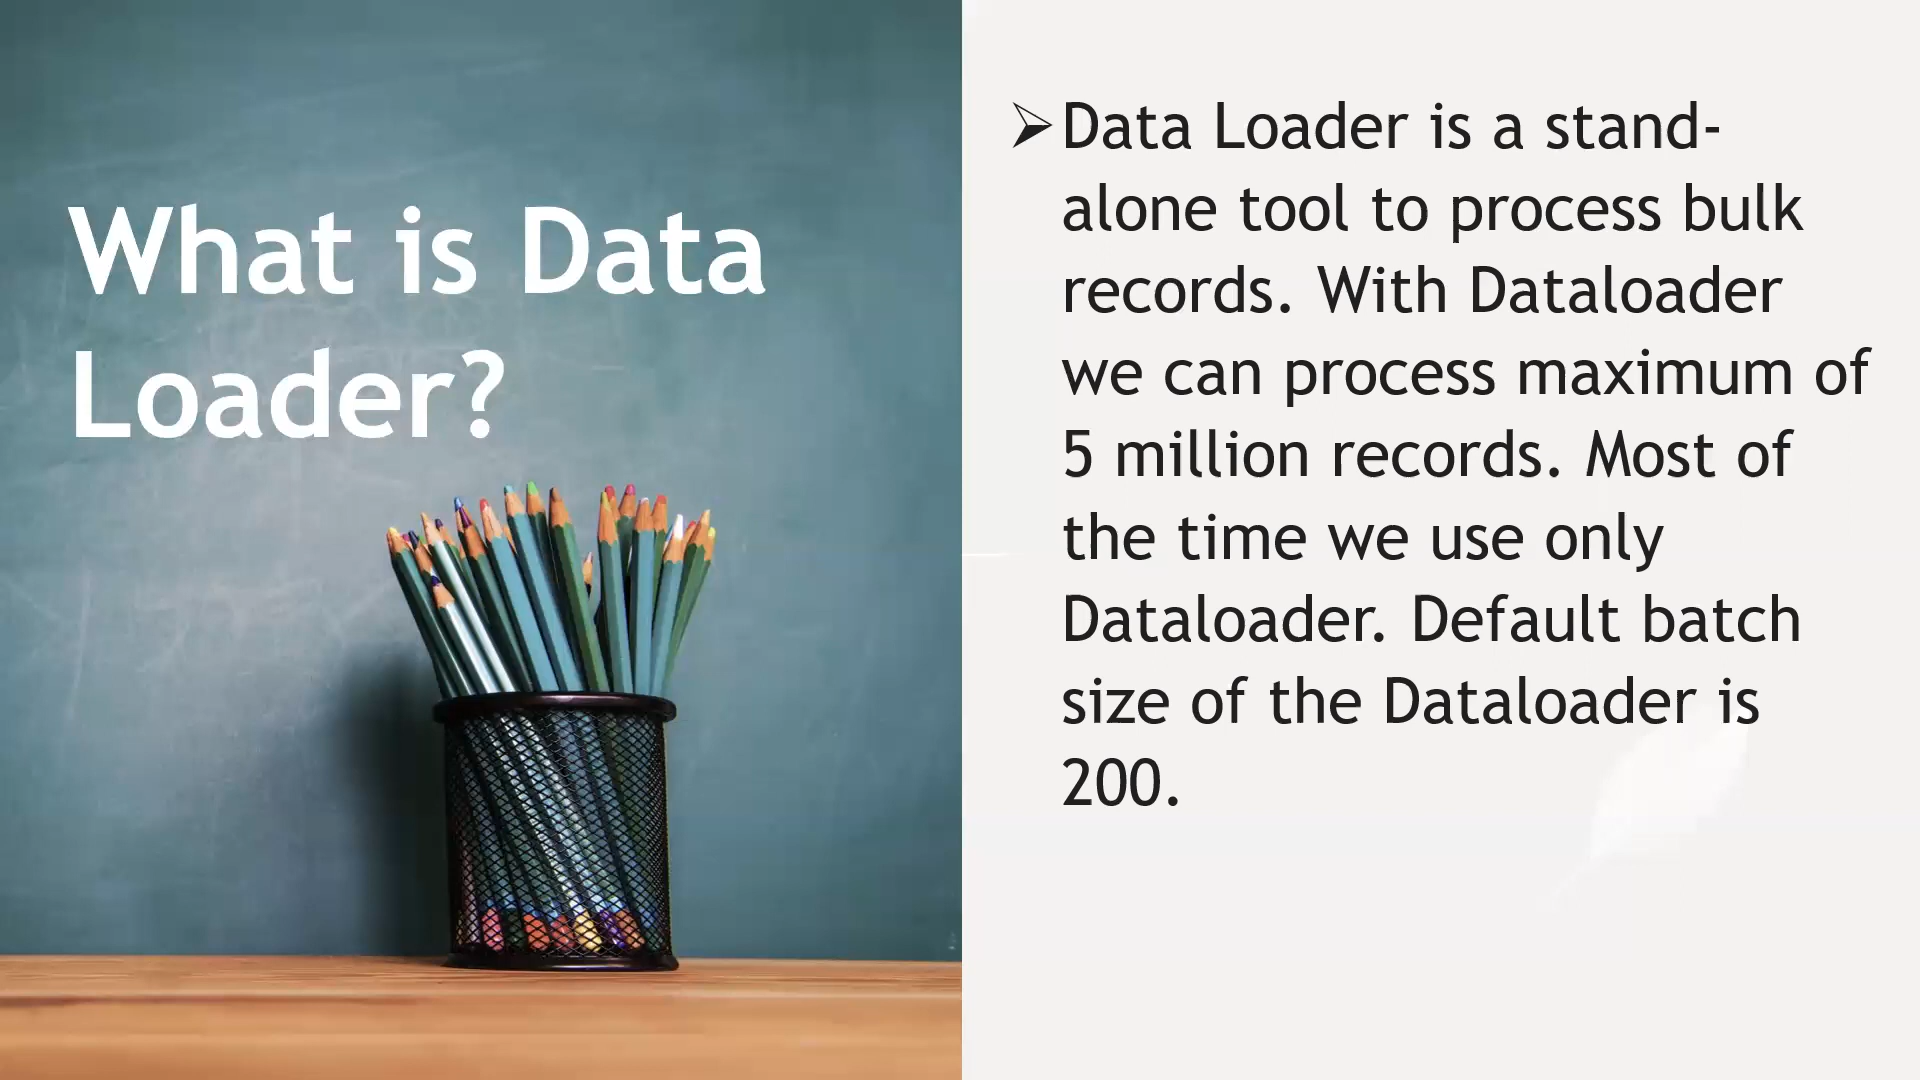 What is Data
Loader?
➢Data Loader is a stand-
alone tool to process bulk
records. With Dataloader
we can process maximum of
5 million records. Most of
the time we use only
Dataloader. Default batch
size of the Dataloader is
200.